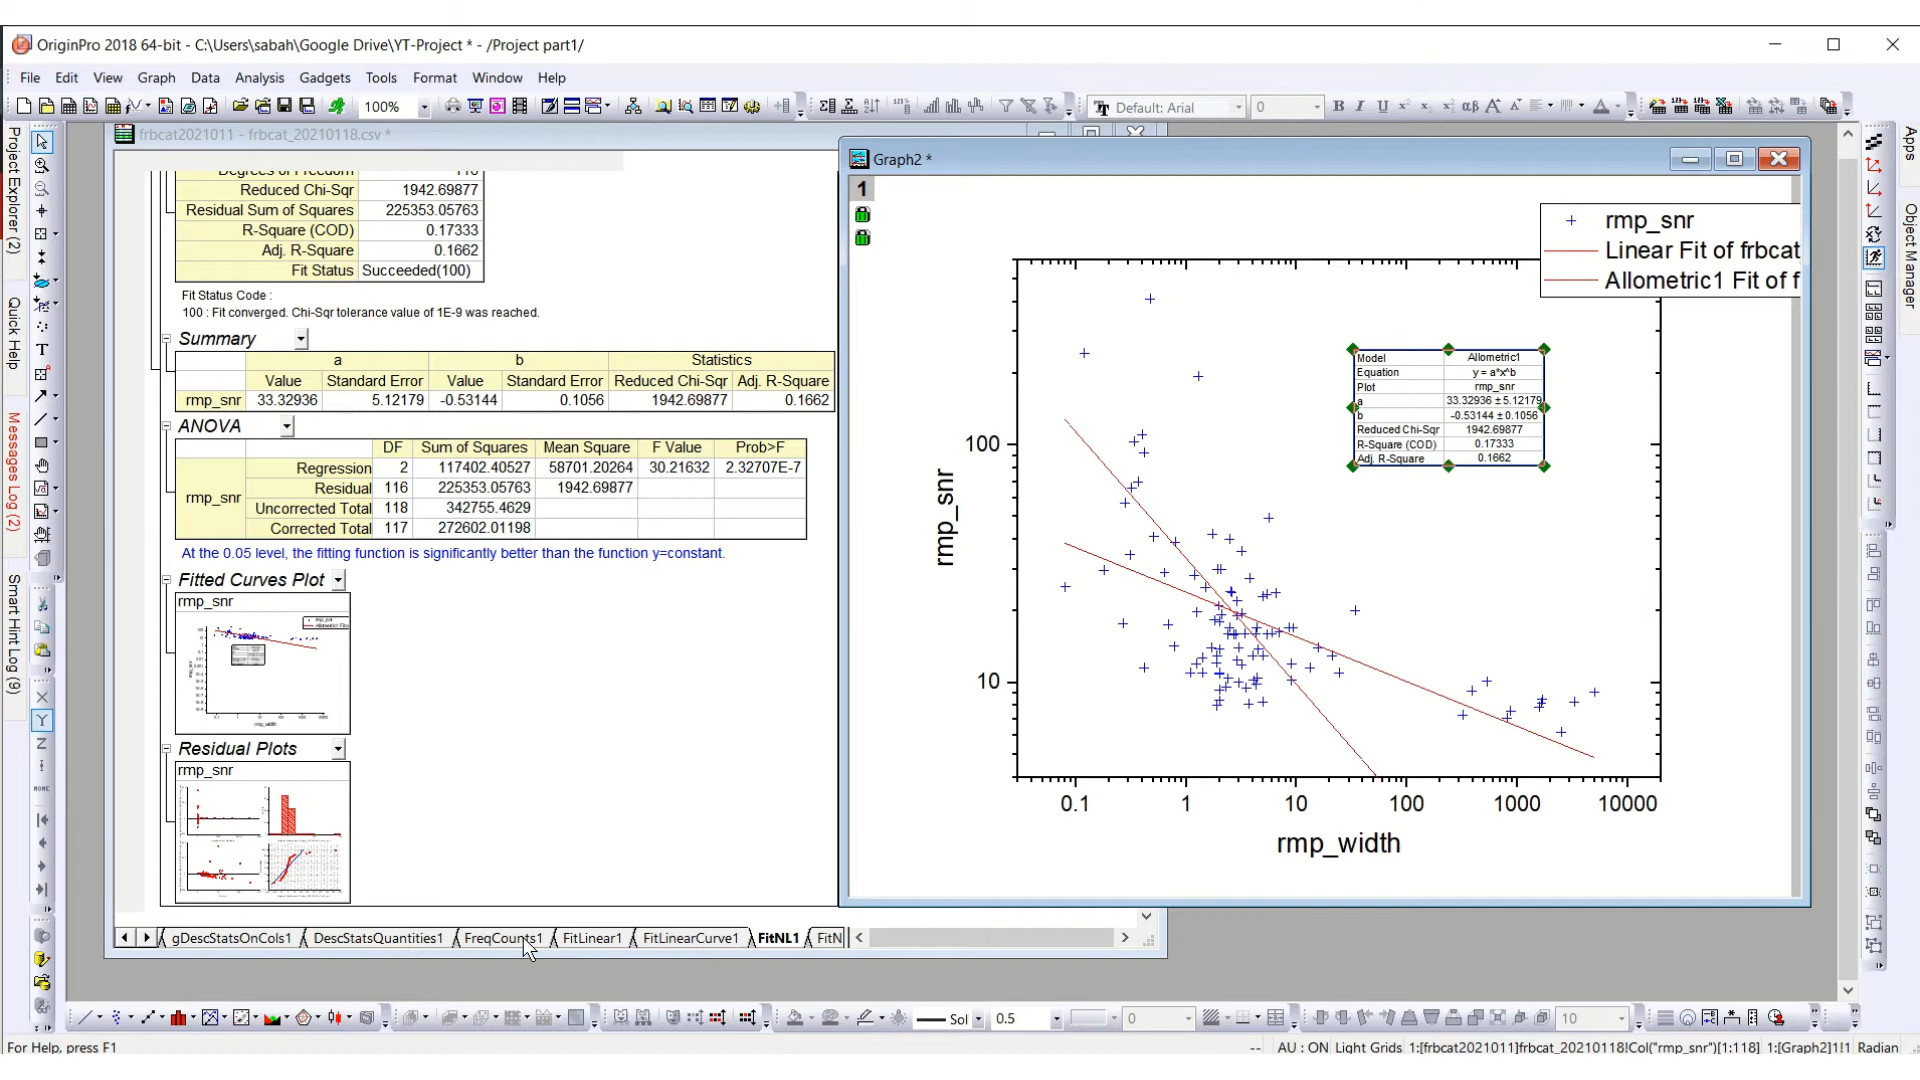 OriginPro 2018 64-bit - C:\Users\sabah\Google Drive\YT-Project * - /Project part1/
File Edit View Graph Data Analysis Gadgets Tools Format Window Help
100% Default: Arial 0 B I U
Project Explorer (2)
Quick Help
Messages Log (2)
Smart Hint Log (9)
Apps
Object Manager
frbcat2021011 - frbcat_20210118.csv *
Degrees of Freedom 116
Reduced Chi-Sqr 1942.69877
Residual Sum of Squares 225353.05763
R-Square (COD) 0.17333
Adj. R-Square 0.1662
Fit Status Succeeded(100)
Fit Status Code :
100 : Fit converged. Chi-Sqr tolerance value of 1E-9 was reached.
Summary
a b Statistics
Value Standard Error Value Standard Error Reduced Chi-Sqr Adj. R-Square
rmp_snr 33.32936 5.12179 -0.53144 0.1056 1942.69877 0.1662
ANOVA
DF Sum of Squares Mean Square F Value Prob>F
rmp_snr
Regression 2 117402.40527 58701.20264 30.21632 2.32707E-7
Residual 116 225353.05763 1942.69877
Uncorrected Total 118 342755.4629
Corrected Total 117 272602.01198
At the 0.05 level, the fitting function is significantly better than the function y=constant.
Fitted Curves Plot
rmp_snr
Residual Plots
rmp_snr
gDescStatsOnCols1 DescStatsQuantities1 FreqCounts1 FitLinear1 FitLinearCurve1 FitNL1 FitN
Graph2 *
1
rmp_snr
Linear Fit of frbcat
Allometric1 Fit of f
Model Allometric1
Equation y = a*x^b
Plot rmp_snr
a 33.32936 ± 5.12179
b -0.53144 ± 0.1056
Reduced Chi-Sqr 1942.69877
R-Square (COD) 0.17333
Adj. R-Square 0.1662
100
10
rmp_snr
0.1 1 10 100 1000 10000
rmp_width
Sol 0.5 0 10
For Help, press F1 -- AU : ON Light Grids 1:[frbcat2021011]frbcat_20210118!Col("rmp_snr")[1:118] 1:[Graph2]1!1 Radian